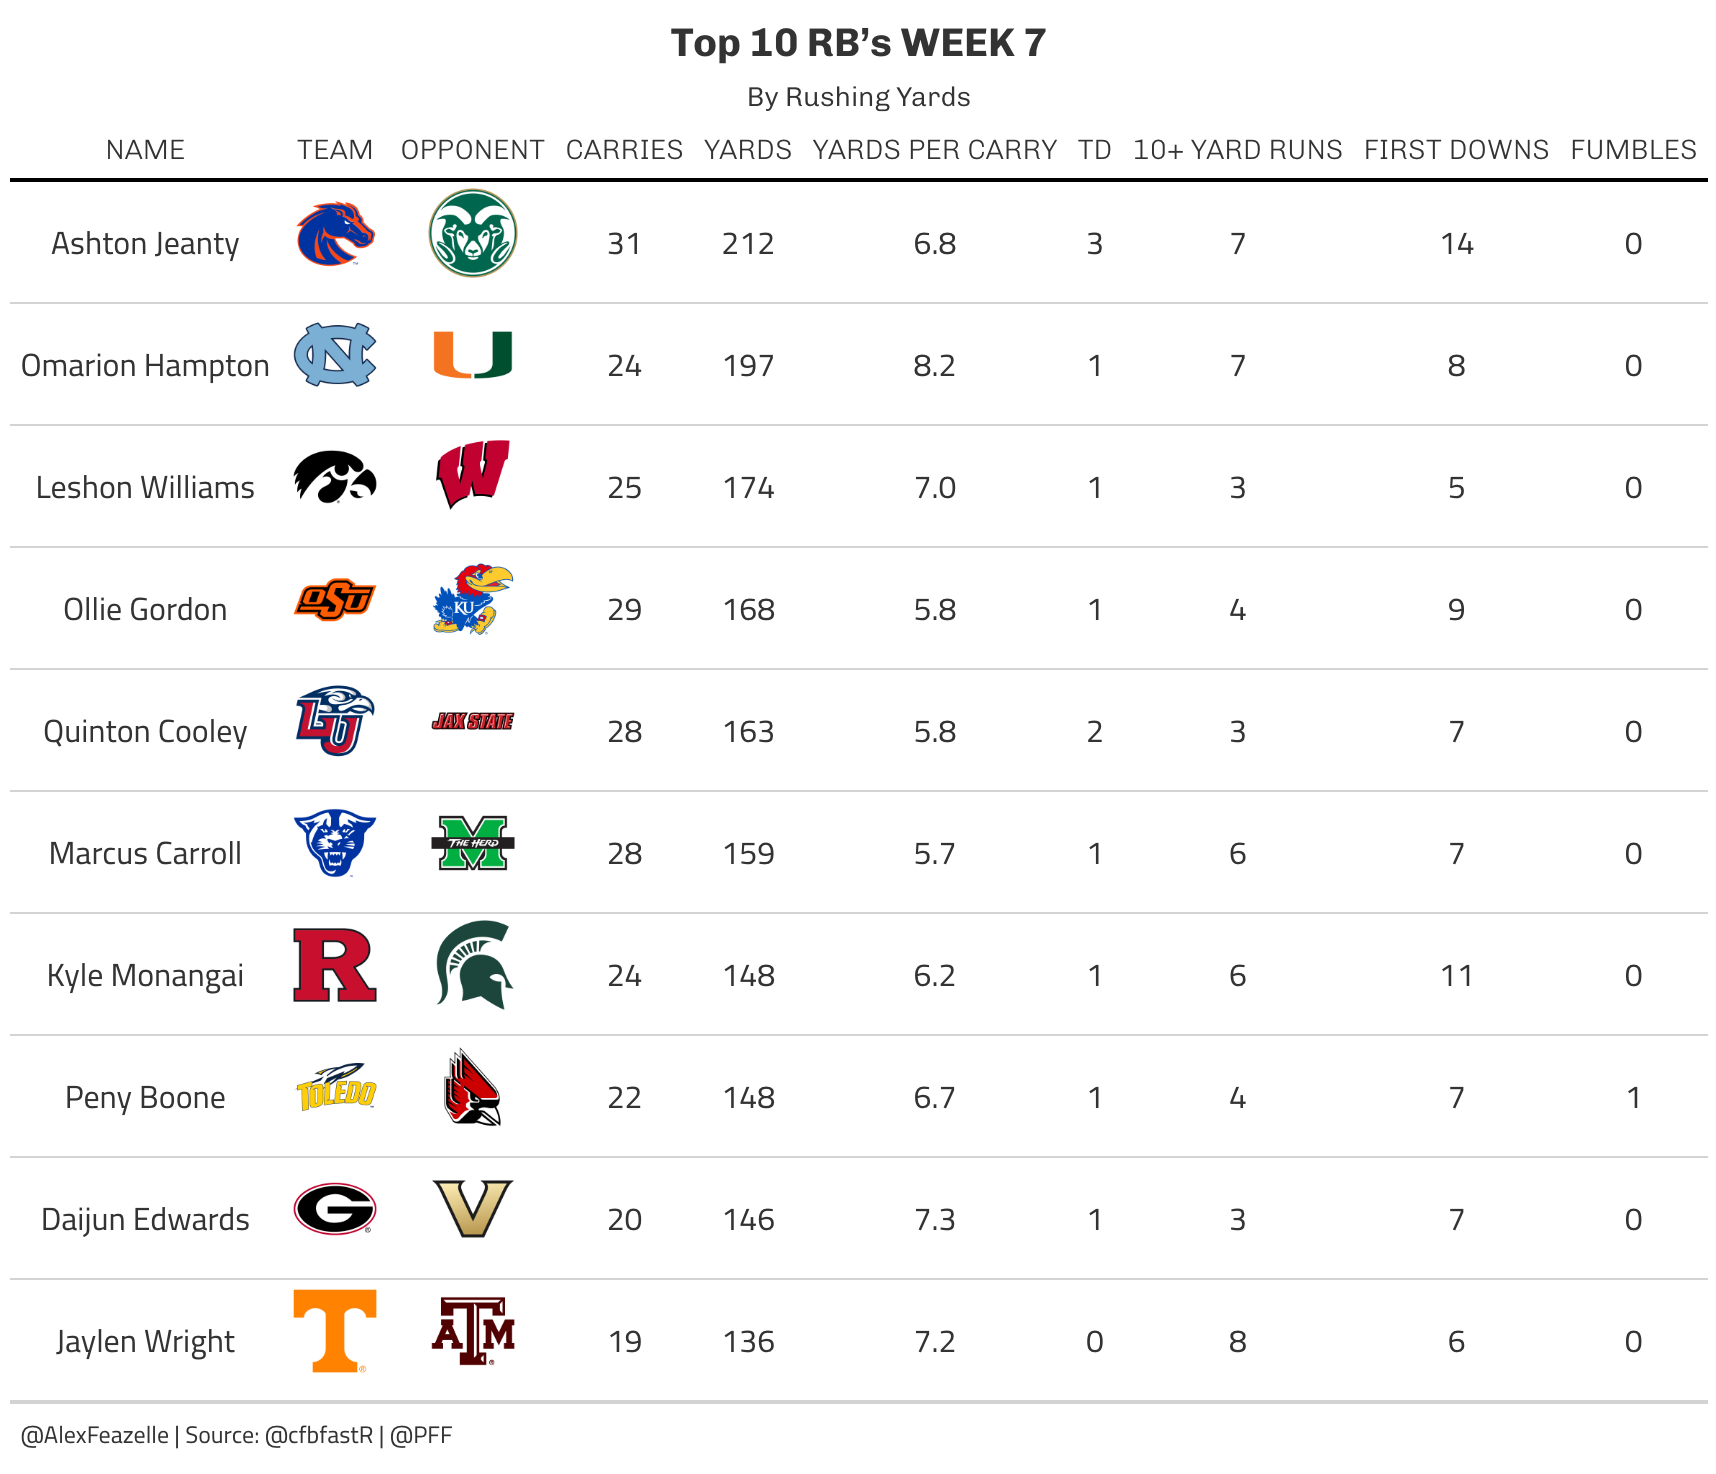 Top 10 RB’s WEEK 7
By Rushing Yards
NAME TEAM OPPONENT CARRIES YARDS YARDS PER CARRY TD 10+ YARD RUNS FIRST DOWNS FUMBLES
Ashton Jeanty 31 212 6.8 3 7 14 0
Omarion Hampton NC U 24 197 8.2 1 7 8 0
Leshon Williams W 25 174 7.0 1 3 5 0
Ollie Gordon OSU KU 29 168 5.8 1 4 9 0
Quinton Cooley LU JAX STATE 28 163 5.8 2 3 7 0
Marcus Carroll M THE HERD 28 159 5.7 1 6 7 0
Kyle Monangai R 24 148 6.2 1 6 11 0
Peny Boone TOLEDO 22 148 6.7 1 4 7 1
Daijun Edwards G V 20 146 7.3 1 3 7 0
Jaylen Wright T ATM 19 136 7.2 0 8 6 0
@AlexFeazelle | Source: @cfbfastR | @PFF